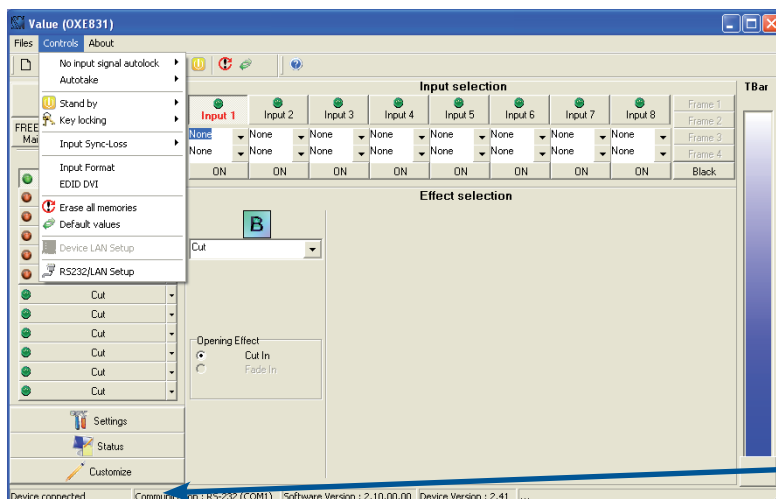 Value (OXE831)
Files Controls About
No input signal autolock
Autotake
Stand by
Key locking
Input Sync-Loss
Input Format
EDID DVI
Erase all memories
Default values
Device LAN Setup
RS232/LAN Setup
FREE
Mai
Input selection
TBar
Input 1 Input 2 Input 3 Input 4 Input 5 Input 6 Input 7 Input 8
Frame 1
Frame 2
Frame 3
Frame 4
None None None None None None None None
None None None None None None None None
ON ON ON ON ON ON ON ON Black
Effect selection
B
Cut
Opening Effect
Cut In
Fade In
Cut
Cut
Cut
Cut
Cut
Cut
Settings
Status
Customize
Device connected RS-232 (COM1) Software Version : 2.10.00.00 Device Version : 2.41 ...